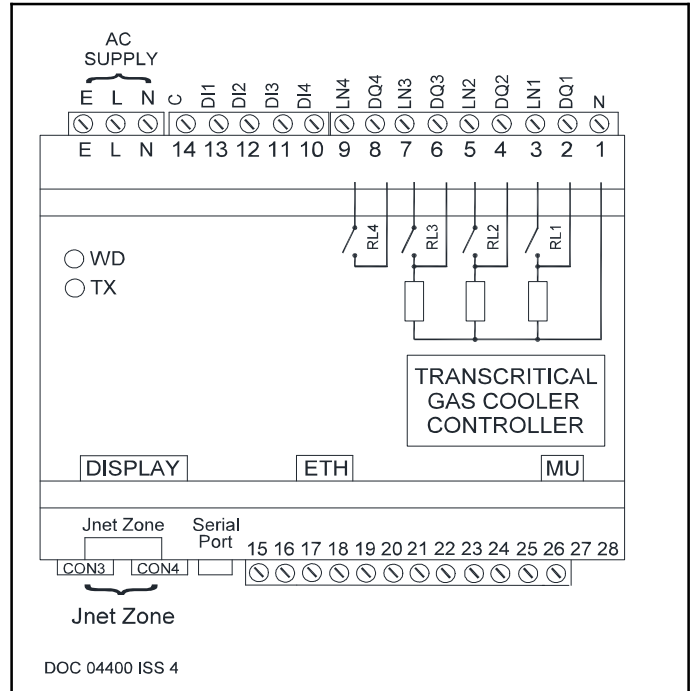 AC
SUPPLY
E L N C DI1 DI2 DI3 DI4 LN4 DQ4 LN3 DQ3 LN2 DQ2 LN1 DQ1 N
E L N 14 13 12 11 10 9 8 7 6 5 4 3 2 1
RL4 RL3 RL2 RL1
WD
TX
TRANSCRITICAL
GAS COOLER
CONTROLLER
DISPLAY ETH MU
Jnet Zone Serial
Port
15 16 17 18 19 20 21 22 23 24 25 26 27 28
CON3 CON4
Jnet Zone
DOC 04400 ISS 4